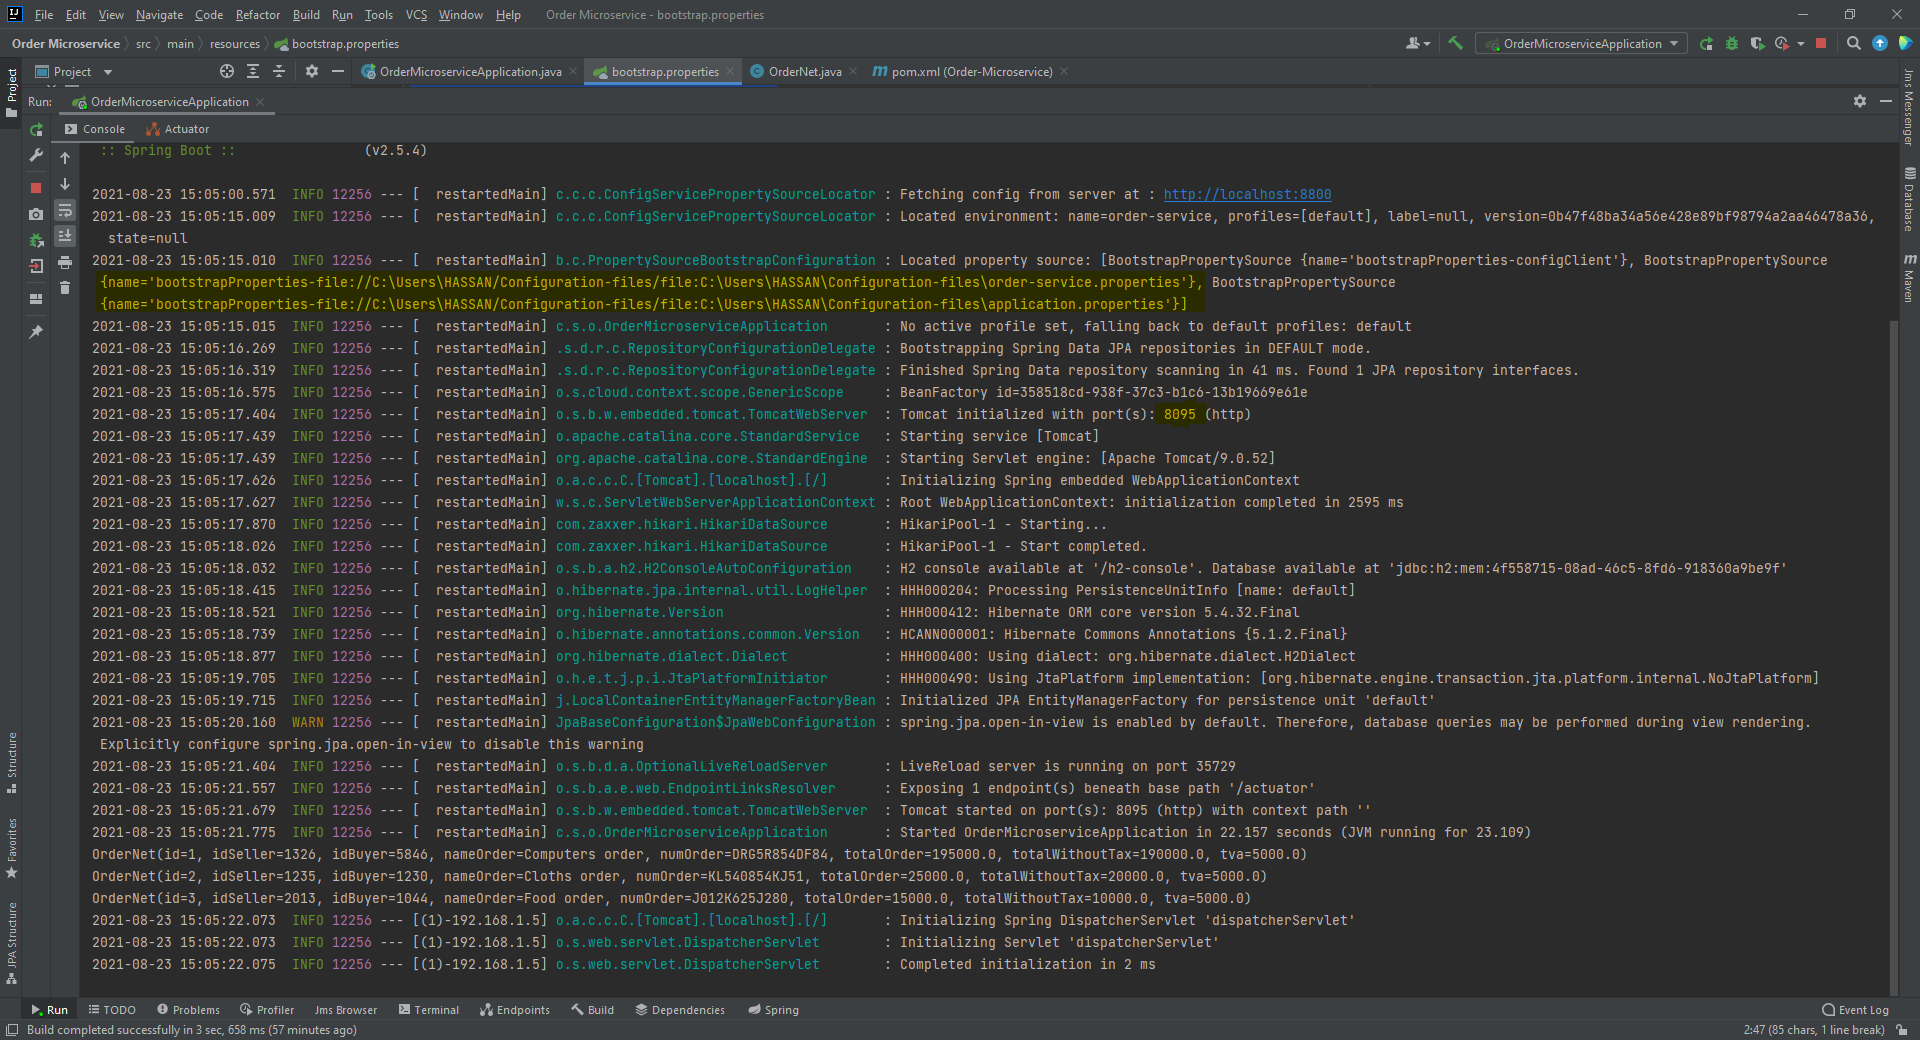 File Edit View Navigate Code Refactor Build Run Tools VCS Window Help Order Microservice - bootstrap.properties
Order Microservice src main resources bootstrap.properties OrderMicroserviceApplication
Project OrderMicroserviceApplication.java bootstrap.properties OrderNet.java pom.xml (Order-Microservice)
Run: OrderMicroserviceApplication
Console Actuator
:: Spring Boot :: (v2.5.4)
2021-08-23 15:05:00.571 INFO 12256 --- [ restartedMain] c.c.c.ConfigServicePropertySourceLocator : Fetching config from server at : http://localhost:8800
2021-08-23 15:05:15.009 INFO 12256 --- [ restartedMain] c.c.c.ConfigServicePropertySourceLocator : Located environment: name=order-service, profiles=[default], label=null, version=0b47f48ba34a56e428e89bf98794a2aa46478a36,
state=null
2021-08-23 15:05:15.010 INFO 12256 --- [ restartedMain] b.c.PropertySourceBootstrapConfiguration : Located property source: [BootstrapPropertySource {name='bootstrapProperties-configClient'}, BootstrapPropertySource
{name='bootstrapProperties-file://C:\Users\HASSAN/Configuration-files/file:C:\Users\HASSAN\Configuration-files\order-service.properties'}, BootstrapPropertySource
{name='bootstrapProperties-file://C:\Users\HASSAN/Configuration-files/file:C:\Users\HASSAN\Configuration-files\application.properties'}]
2021-08-23 15:05:15.015 INFO 12256 --- [ restartedMain] c.s.o.OrderMicroserviceApplication : No active profile set, falling back to default profiles: default
2021-08-23 15:05:16.269 INFO 12256 --- [ restartedMain] .s.d.r.c.RepositoryConfigurationDelegate : Bootstrapping Spring Data JPA repositories in DEFAULT mode.
2021-08-23 15:05:16.319 INFO 12256 --- [ restartedMain] .s.d.r.c.RepositoryConfigurationDelegate : Finished Spring Data repository scanning in 41 ms. Found 1 JPA repository interfaces.
2021-08-23 15:05:16.575 INFO 12256 --- [ restartedMain] o.s.cloud.context.scope.GenericScope : BeanFactory id=358518cd-938f-37c3-b1c6-13b19669e61e
2021-08-23 15:05:17.404 INFO 12256 --- [ restartedMain] o.s.b.w.embedded.tomcat.TomcatWebServer : Tomcat initialized with port(s): 8095 (http)
2021-08-23 15:05:17.439 INFO 12256 --- [ restartedMain] o.apache.catalina.core.StandardService : Starting service [Tomcat]
2021-08-23 15:05:17.439 INFO 12256 --- [ restartedMain] org.apache.catalina.core.StandardEngine : Starting Servlet engine: [Apache Tomcat/9.0.52]
2021-08-23 15:05:17.626 INFO 12256 --- [ restartedMain] o.a.c.c.C.[Tomcat].[localhost].[/] : Initializing Spring embedded WebApplicationContext
2021-08-23 15:05:17.627 INFO 12256 --- [ restartedMain] w.s.c.ServletWebServerApplicationContext : Root WebApplicationContext: initialization completed in 2595 ms
2021-08-23 15:05:17.870 INFO 12256 --- [ restartedMain] com.zaxxer.hikari.HikariDataSource : HikariPool-1 - Starting...
2021-08-23 15:05:18.026 INFO 12256 --- [ restartedMain] com.zaxxer.hikari.HikariDataSource : HikariPool-1 - Start completed.
2021-08-23 15:05:18.032 INFO 12256 --- [ restartedMain] o.s.b.a.h2.H2ConsoleAutoConfiguration : H2 console available at '/h2-console'. Database available at 'jdbc:h2:mem:4f558715-08ad-46c5-8fd6-918360a9be9f'
2021-08-23 15:05:18.415 INFO 12256 --- [ restartedMain] o.hibernate.jpa.internal.util.LogHelper : HHH000204: Processing PersistenceUnitInfo [name: default]
2021-08-23 15:05:18.521 INFO 12256 --- [ restartedMain] org.hibernate.Version : HHH000412: Hibernate ORM core version 5.4.32.Final
2021-08-23 15:05:18.739 INFO 12256 --- [ restartedMain] o.hibernate.annotations.common.Version : HCANN000001: Hibernate Commons Annotations {5.1.2.Final}
2021-08-23 15:05:18.877 INFO 12256 --- [ restartedMain] org.hibernate.dialect.Dialect : HHH000400: Using dialect: org.hibernate.dialect.H2Dialect
2021-08-23 15:05:19.705 INFO 12256 --- [ restartedMain] o.h.e.t.j.p.i.JtaPlatformInitiator : HHH000490: Using JtaPlatform implementation: [org.hibernate.engine.transaction.jta.platform.internal.NoJtaPlatform]
2021-08-23 15:05:19.715 INFO 12256 --- [ restartedMain] j.LocalContainerEntityManagerFactoryBean : Initialized JPA EntityManagerFactory for persistence unit 'default'
2021-08-23 15:05:20.160 WARN 12256 --- [ restartedMain] JpaBaseConfiguration$JpaWebConfiguration : spring.jpa.open-in-view is enabled by default. Therefore, database queries may be performed during view rendering.
Explicitly configure spring.jpa.open-in-view to disable this warning
2021-08-23 15:05:21.404 INFO 12256 --- [ restartedMain] o.s.b.d.a.OptionalLiveReloadServer : LiveReload server is running on port 35729
2021-08-23 15:05:21.557 INFO 12256 --- [ restartedMain] o.s.b.a.e.web.EndpointLinksResolver : Exposing 1 endpoint(s) beneath base path '/actuator'
2021-08-23 15:05:21.679 INFO 12256 --- [ restartedMain] o.s.b.w.embedded.tomcat.TomcatWebServer : Tomcat started on port(s): 8095 (http) with context path ''
2021-08-23 15:05:21.775 INFO 12256 --- [ restartedMain] c.s.o.OrderMicroserviceApplication : Started OrderMicroserviceApplication in 22.157 seconds (JVM running for 23.109)
OrderNet(id=1, idSeller=1326, idBuyer=5846, nameOrder=Computers order, numOrder=DRG5R854DF84, totalOrder=195000.0, totalWithoutTax=190000.0, tva=5000.0)
OrderNet(id=2, idSeller=1235, idBuyer=1230, nameOrder=Cloths order, numOrder=KL540854KJ51, totalOrder=25000.0, totalWithoutTax=20000.0, tva=5000.0)
OrderNet(id=3, idSeller=2013, idBuyer=1044, nameOrder=Food order, numOrder=J012K625J280, totalOrder=15000.0, totalWithoutTax=10000.0, tva=5000.0)
2021-08-23 15:05:22.073 INFO 12256 --- [(1)-192.168.1.5] o.a.c.c.C.[Tomcat].[localhost].[/] : Initializing Spring DispatcherServlet 'dispatcherServlet'
2021-08-23 15:05:22.073 INFO 12256 --- [(1)-192.168.1.5] o.s.web.servlet.DispatcherServlet : Initializing Servlet 'dispatcherServlet'
2021-08-23 15:05:22.075 INFO 12256 --- [(1)-192.168.1.5] o.s.web.servlet.DispatcherServlet : Completed initialization in 2 ms
Run TODO Problems Profiler Jms Browser Terminal Endpoints Build Dependencies Spring Event Log
Build completed successfully in 3 sec, 658 ms (57 minutes ago) 2:47 (85 chars, 1 line break)
Project
Structure
Favorites
JPA Structure
Jms Messenger
Database
Maven